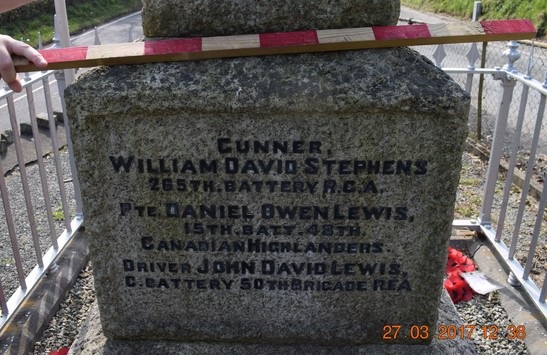 GUNNER,
WILLIAM DAVID STEPHENS
265TH. BATTERY R.G.A.
PTE. DANIEL OWEN LEWIS,
15TH. BATT. 48TH.
CANADIAN HIGHLANDERS.
DRIVER JOHN DAVID LEWIS,
C. BATTERY 50TH BRIGADE RFA
27 03 2017 12 38